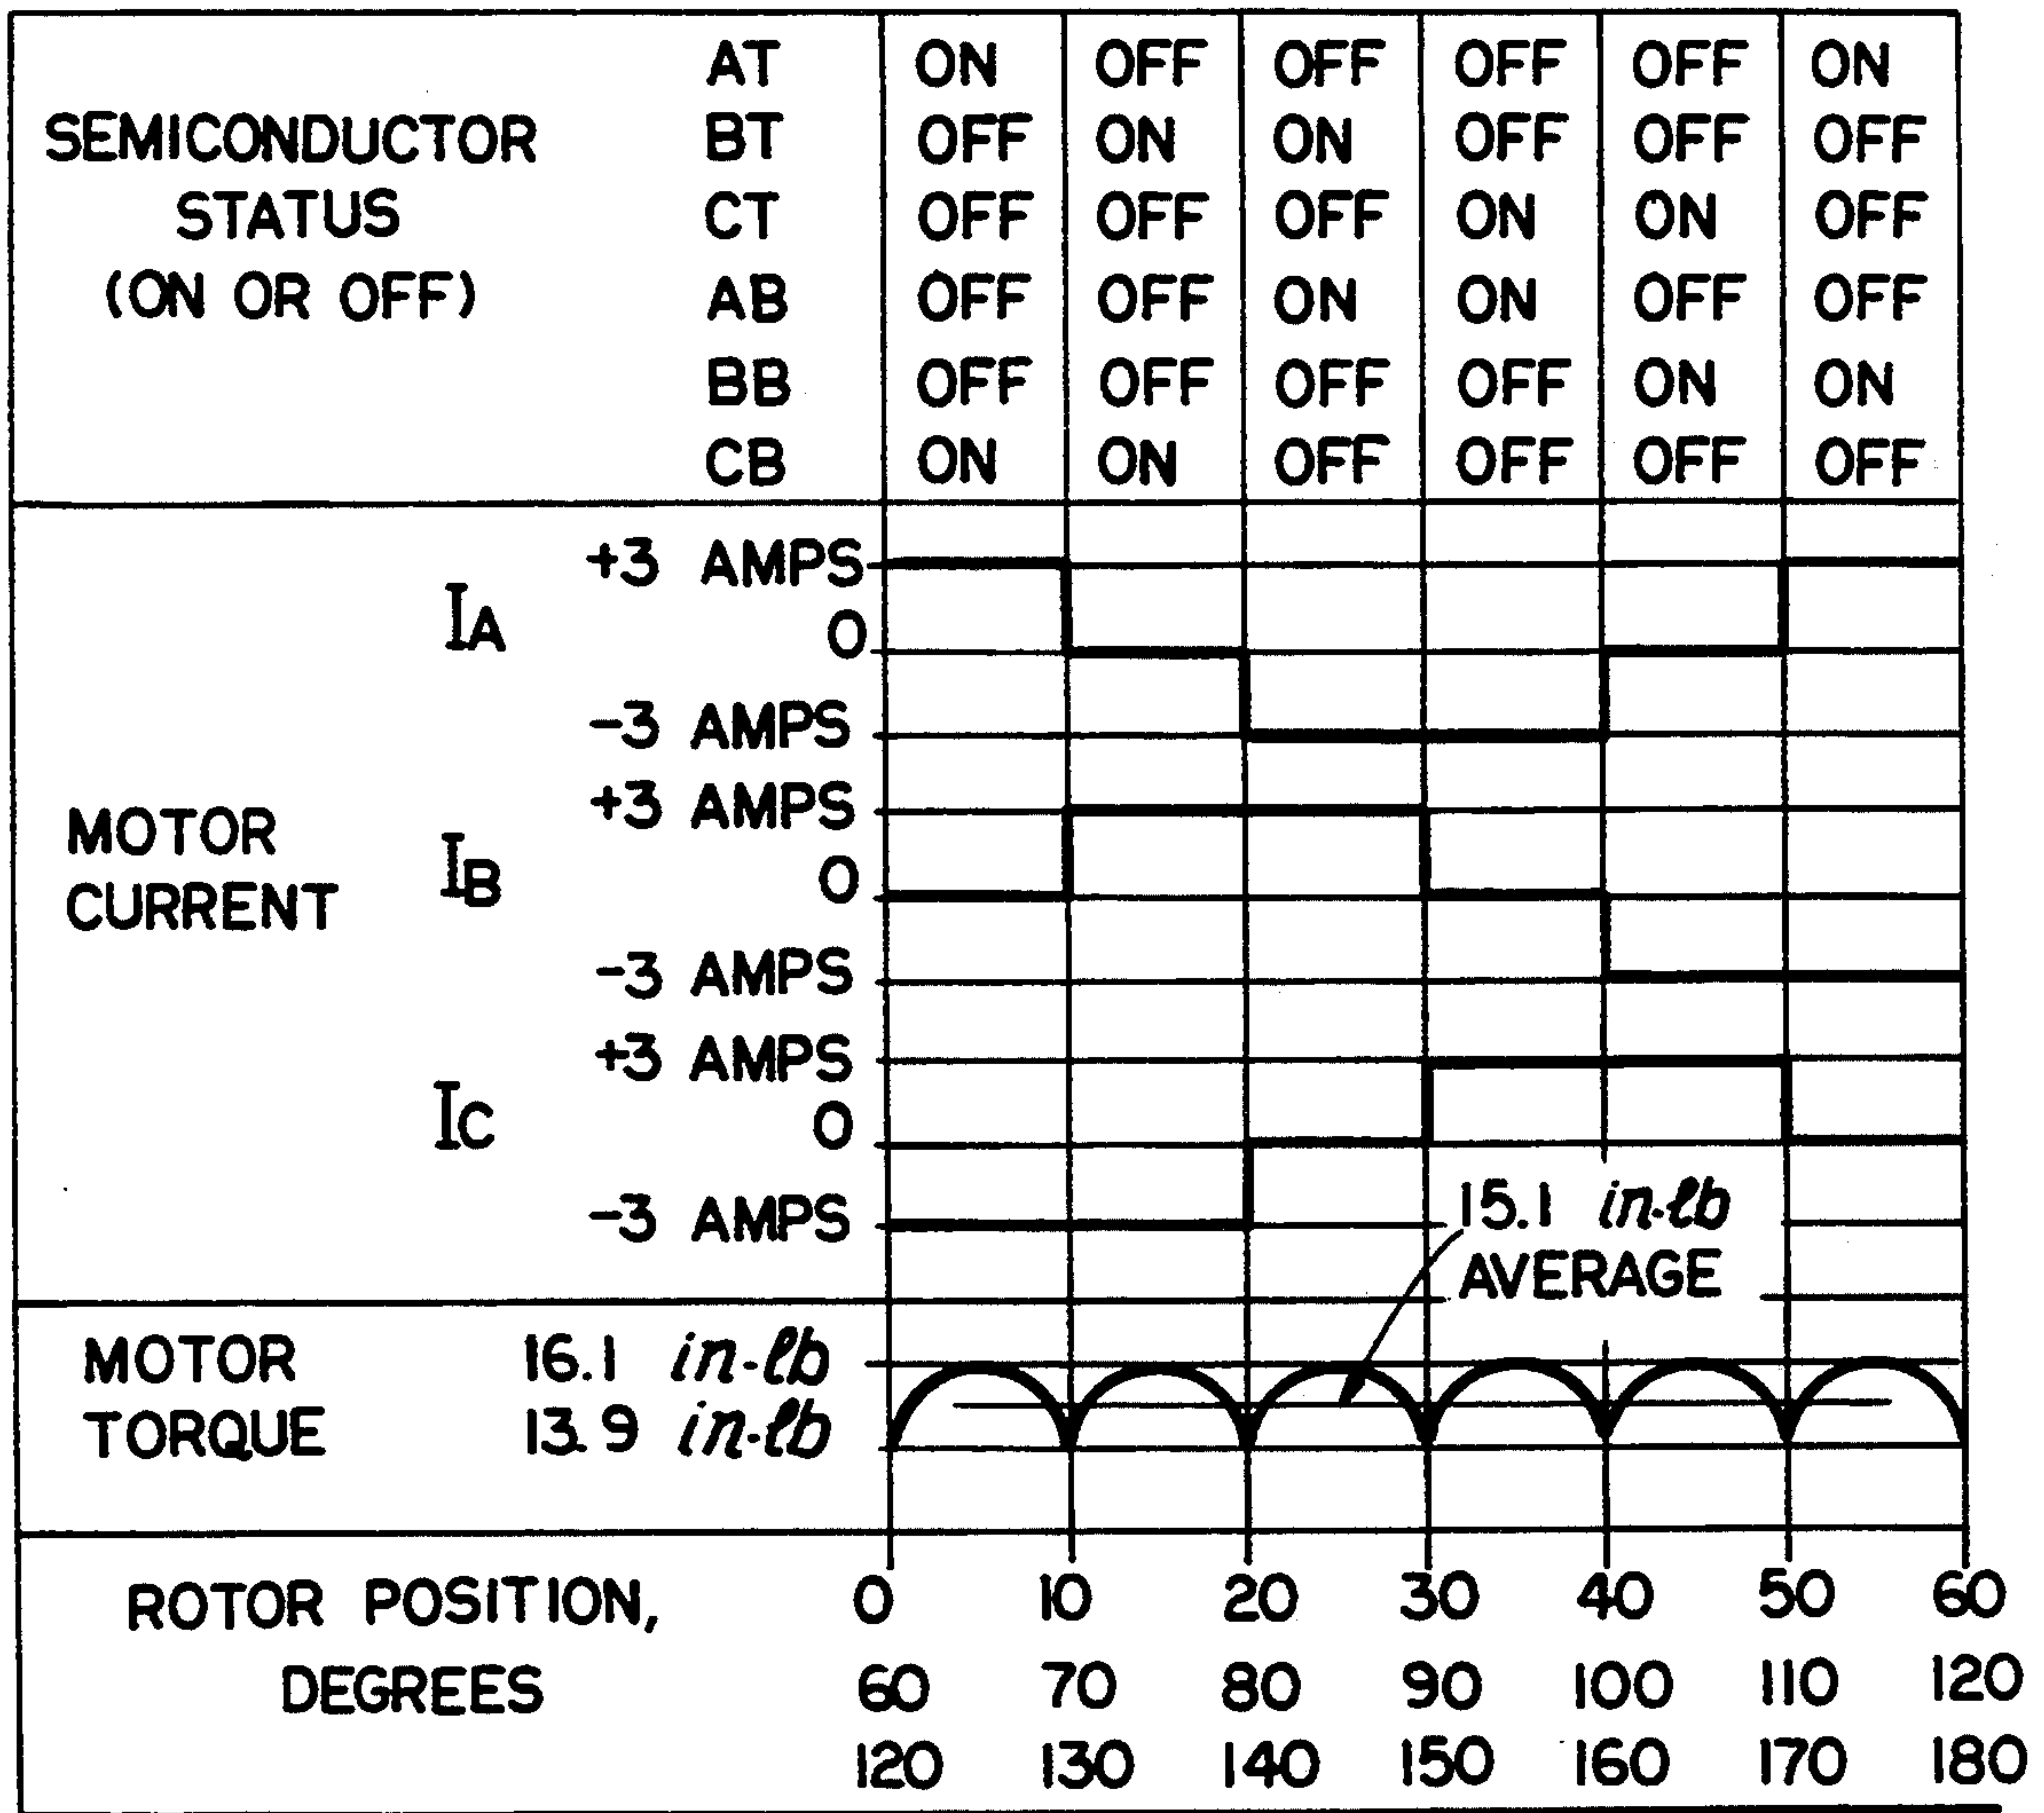 AT ON OFF OFF OFF OFF ON
SEMICONDUCTOR BT OFF ON ON OFF OFF OFF
STATUS CT OFF OFF OFF ON ON OFF
(ON OR OFF) AB OFF OFF ON ON OFF OFF
BB OFF OFF OFF OFF ON ON
CB ON ON OFF OFF OFF OFF
+3 AMPS
IA 0
-3 AMPS
+3 AMPS
MOTOR
CURRENT
IB 0
-3 AMPS
+3 AMPS
IC 0
-3 AMPS
15.1 in-lb
AVERAGE
MOTOR 16.1 in-lb
TORQUE 13.9 in-lb
ROTOR POSITION, 0 10 20 30 40 50 60
DEGREES 60 70 80 90 100 110 120
120 130 140 150 160 170 180